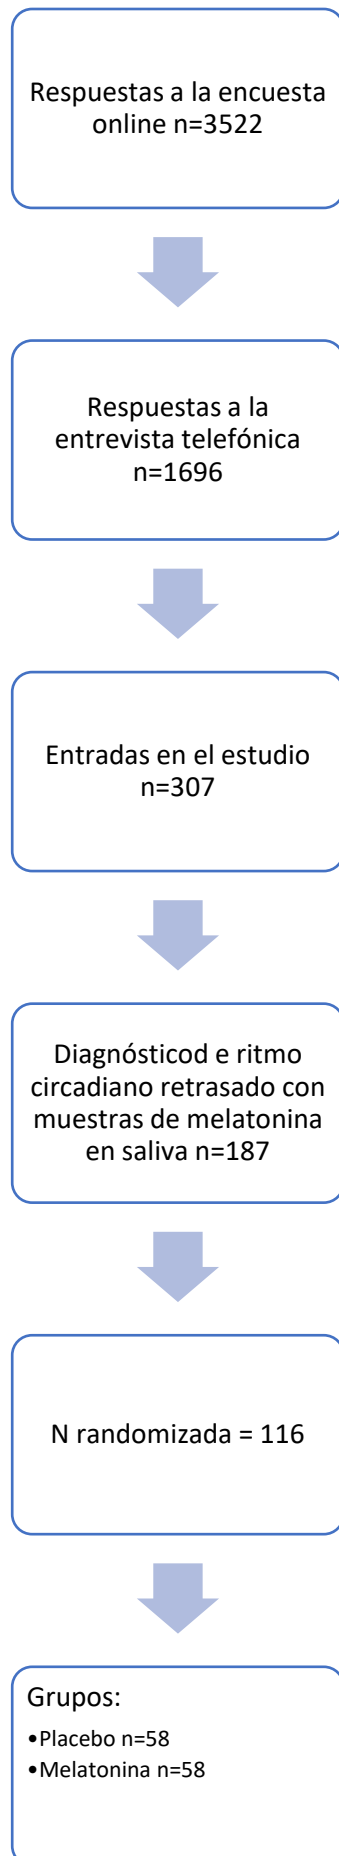 Respuestas a la encuesta
online n=3522
Respuestas a la
entrevista telefónica
n=1696
Entradas en el estudio
n=307
Diagnósticod e ritmo
circadiano retrasado con
muestras de melatonina
en saliva n=187
N randomizada = 116
Grupos:
•Placebo n=58
•Melatonina n=58